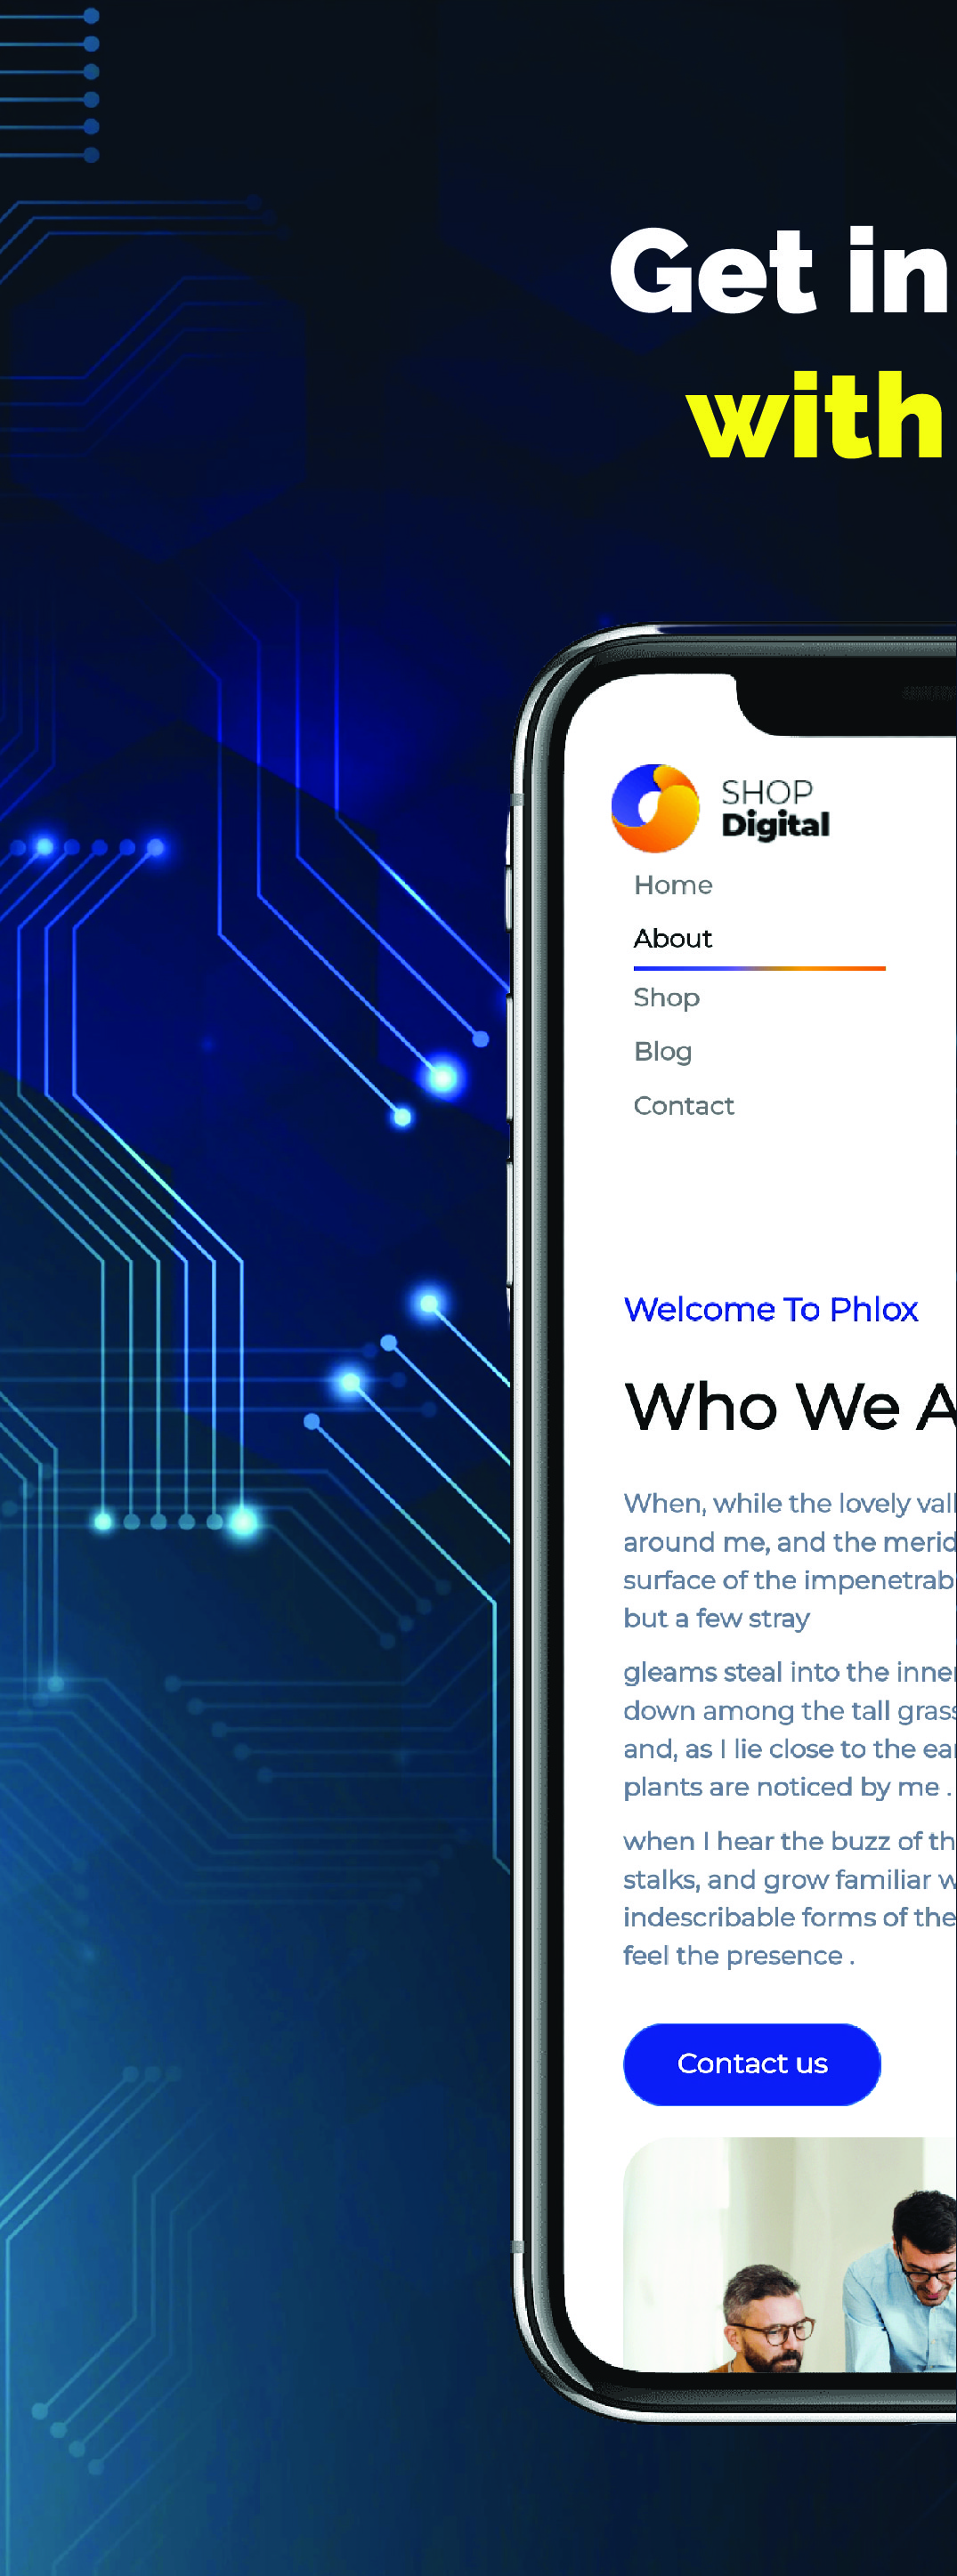 Get in
with
SHOP
Digital
Home
About
Shop
Blog
Contact
Welcome To Phlox
Who We A
When, while the lovely vall
around me, and the merid
surface of the impenetrab
but a few stray
gleams steal into the inner
down among the tall grass
and, as I lie close to the ear
plants are noticed by me .
when I hear the buzz of th
stalks, and grow familiar w
indescribable forms of the
feel the presence .
Contact us